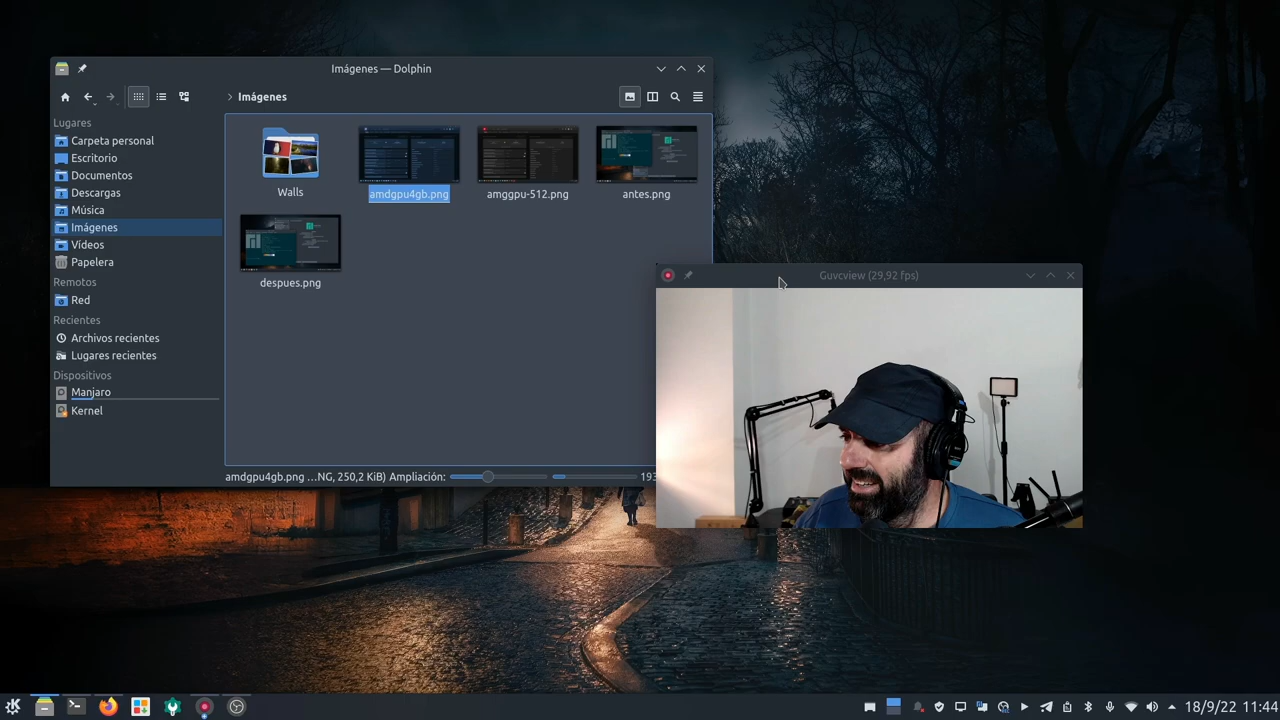 Imágenes — Dolphin
Imágenes
Lugares
Carpeta personal
Escritorio
Documentos
Descargas
Música
Imágenes
Vídeos
Papelera
Remotos
Red
Recientes
Archivos recientes
Lugares recientes
Dispositivos
Manjaro
Kernel
Walls
amdgpu4gb.png
amggpu-512.png
antes.png
despues.png
amdgpu4gb.png ...NG, 250,2 KiB) Ampliación:
193
Guvcview (29,92 fps)
18/9/22 11:44